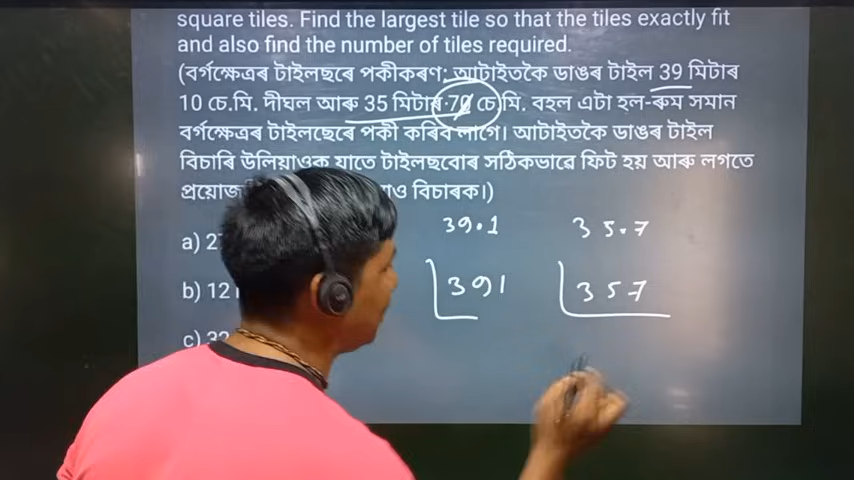 square tiles. Find the largest tile so that the tiles exactly fit
and also find the number of tiles required.
(বৰ্গক্ষেত্ৰৰ টাইলছৰে পকীকৰণ: আটাইতকৈ ডাঙৰ টাইল 39 মিটাৰ
10 চে.মি. দীঘল আৰু 35 মিটাৰ 70 চে.মি. বহল এটা হল-ৰুম সমান
বৰ্গক্ষেত্ৰৰ টাইলছেৰে পকী কৰিব লাগে। আটাইতকৈ ডাঙৰ টাইল
বিচাৰি উলিয়াওক যাতে টাইলছবোৰ সঠিকভাৱে ফিট হয় আৰু লগতে
বিচাৰক।)
39.1 35.7
a)
391 357
b) 12
c)